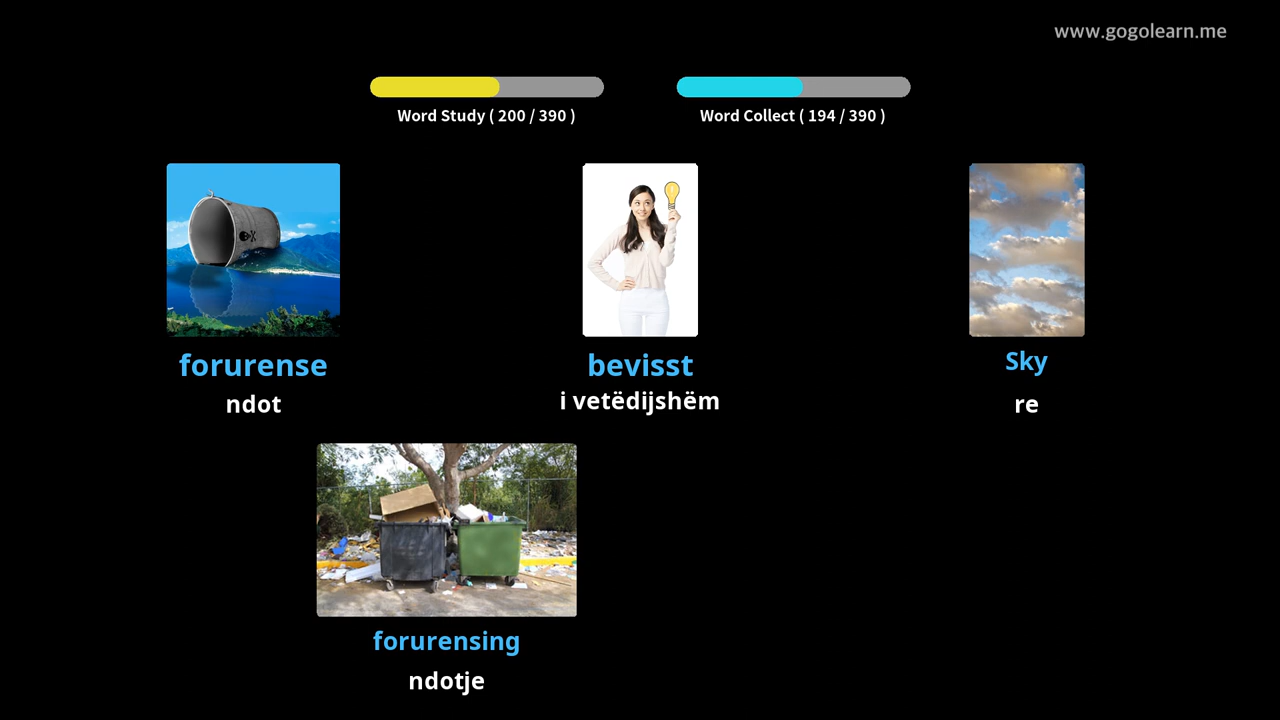 www.gogolearn.me
Word Study ( 200 / 390 )
Word Collect ( 194 / 390 )
forurense
ndot
bevisst
i vetëdijshëm
Sky
re
forurensing
ndotje